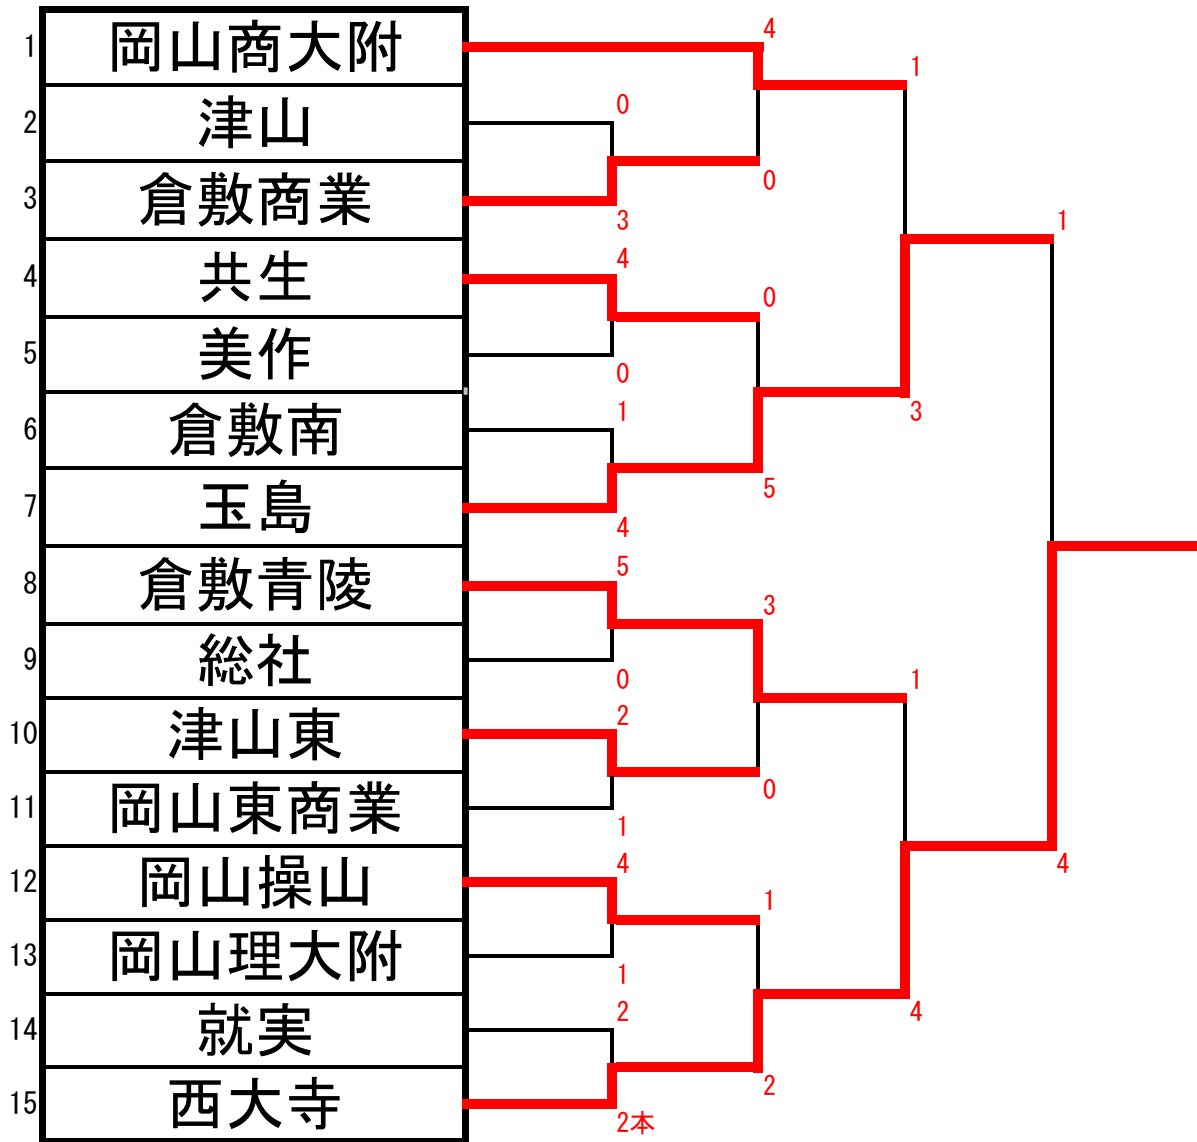 1 岡山商大附 4
1
2 津山 0
0
3 倉敷商業 3
1
4 共生 4
0
5 美作 0
3
6 倉敷南 1
5
7 玉島 4
8 倉敷青陵 5
3
9 総社 0
1
10 津山東 2
0
11 岡山東商業 1
12 岡山操山 4
4
1
13 岡山理大附 1
4
14 就実 2
2
15 西大寺 2本